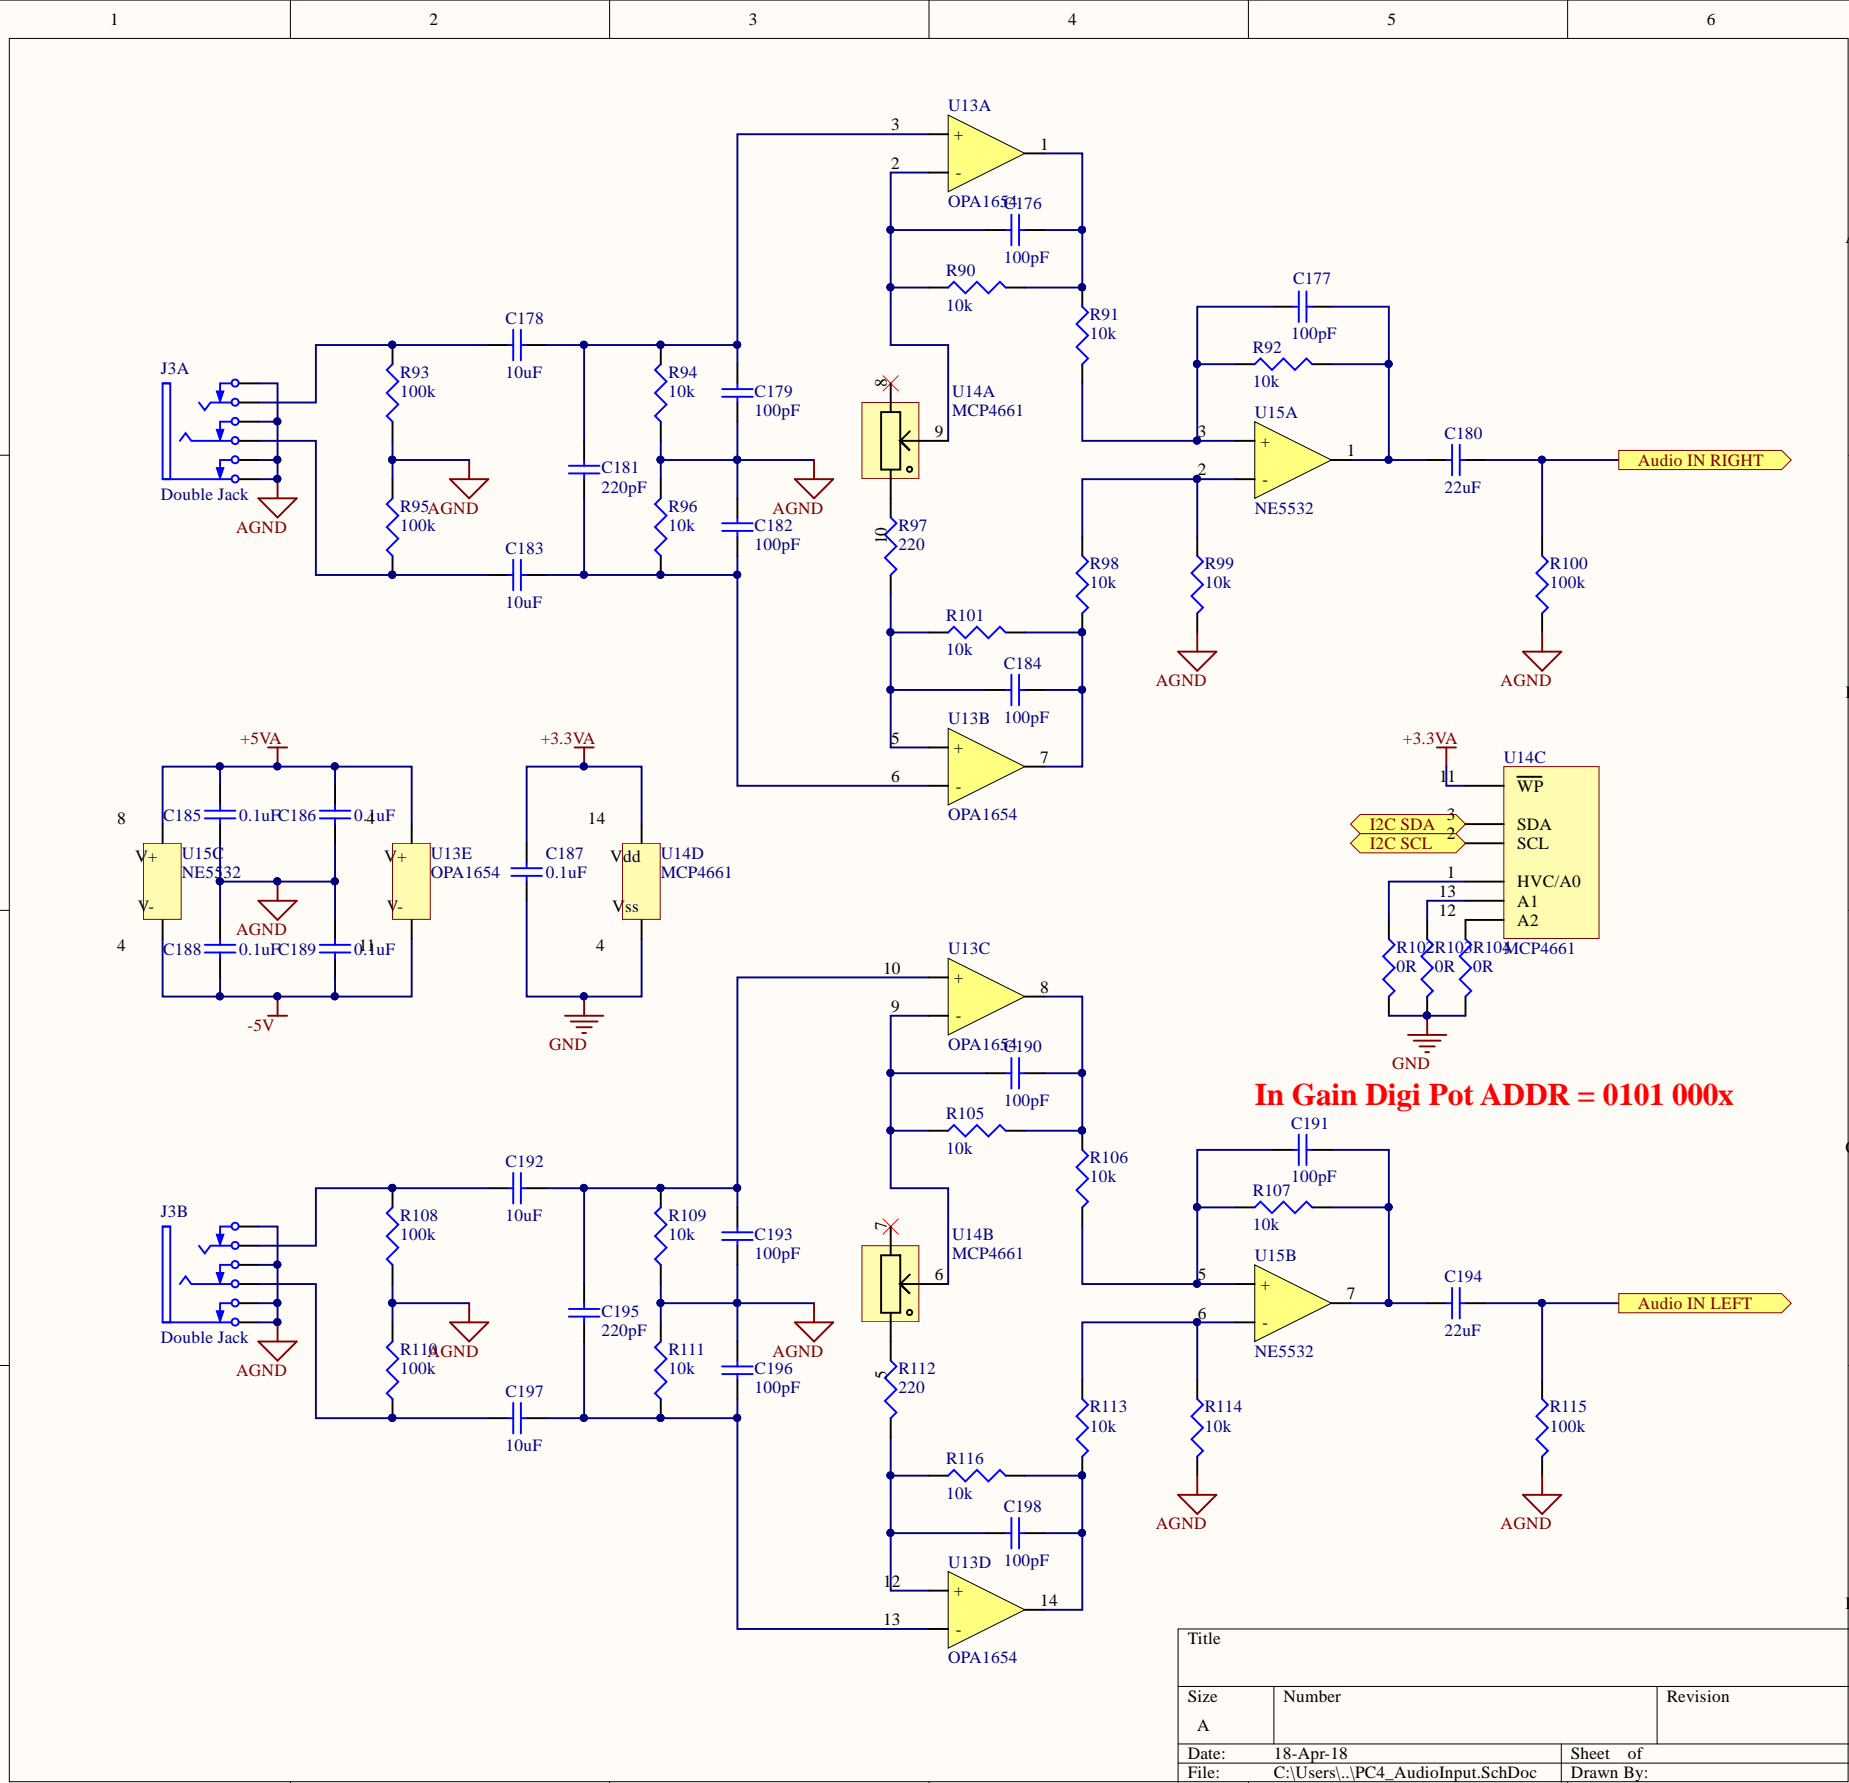 1 2 3 4 5 6
U13A
3
+
1
2
-
OPA1654
C176
100pF
R90
10k
C177
100pF
R91
10k
R92
10k
C178
10uF
J3A
Double Jack
AGND
R93
100k
R95
100k
AGND
C181
220pF
R94
10k
R96
10k
C179
100pF
C182
100pF
AGND
C183
10uF
8
U14A
MCP4661
9
10
R97
220
U15A
3
+
1
2
-
NE5532
C180
22uF
Audio IN RIGHT
R98
10k
R99
10k
AGND
R100
100k
AGND
R101
10k
C184
100pF
U13B
5
+
7
6
-
OPA1654
+5VA
8
C185
0.1uF
C186
0.1uF
4
V+
U15C
NE5532
V-
V+
U13E
OPA1654
V-
AGND
4
C188
0.1uF
C189
0.1uF
11
-5V
+3.3VA
14
C187
0.1uF
Vdd
U14D
MCP4661
Vss
4
GND
+3.3VA
U14C
11
WP
I2C SDA
3
SDA
I2C SCL
2
SCL
1
HVC/A0
13
A1
12
A2
R102
0R
R103
0R
R104
0R
MCP4661
GND
In Gain Digi Pot ADDR = 0101 000x
U13C
10
+
8
9
-
OPA1654
C190
100pF
R105
10k
C191
100pF
R106
10k
R107
10k
C192
10uF
J3B
Double Jack
AGND
R108
100k
R110
100k
AGND
C195
220pF
R109
10k
R111
10k
C193
100pF
C196
100pF
AGND
C197
10uF
7
U14B
MCP4661
6
5
R112
220
U15B
5
+
7
6
-
NE5532
C194
22uF
Audio IN LEFT
R113
10k
R114
10k
AGND
R115
100k
AGND
R116
10k
C198
100pF
U13D
12
+
14
13
-
OPA1654
Title
Size
Number
Revision
A
Date:
18-Apr-18
Sheet of
File:
C:\Users\..\PC4_AudioInput.SchDoc
Drawn By: